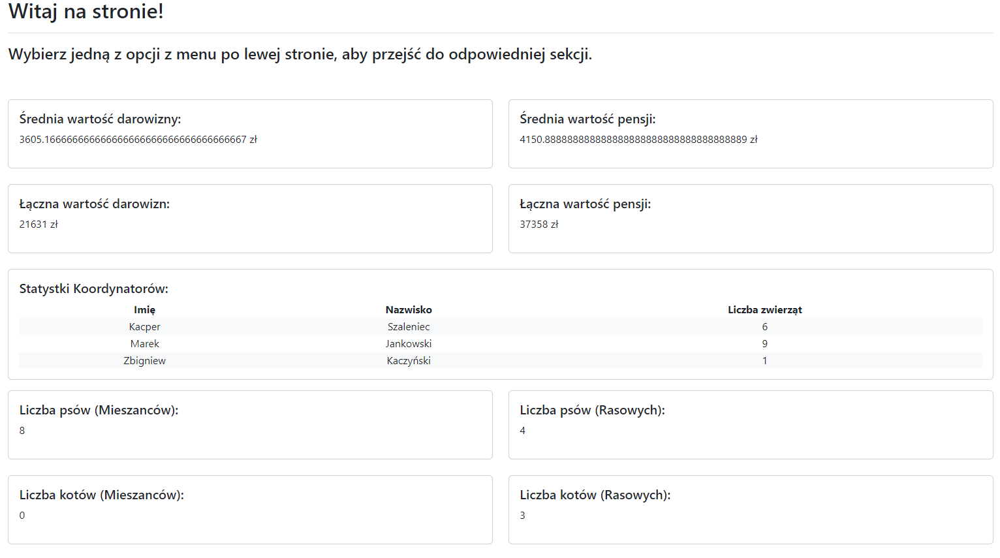 Witaj na stronie!
Wybierz jedną z opcji z menu po lewej stronie, aby przejść do odpowiedniej sekcji.
Średnia wartość darowizny:
3605.1666666666666666666666666666666667 zł
Średnia wartość pensji:
4150.8888888888888888888888888888888889 zł
Łączna wartość darowizn:
21631 zł
Łączna wartość pensji:
37358 zł
Statystki Koordynatorów:
Imię Nazwisko Liczba zwierząt
Kacper Szaleniec 6
Marek Jankowski 9
Zbigniew Kaczyński 1
Liczba psów (Mieszanców):
8
Liczba psów (Rasowych):
4
Liczba kotów (Mieszanców):
0
Liczba kotów (Rasowych):
3